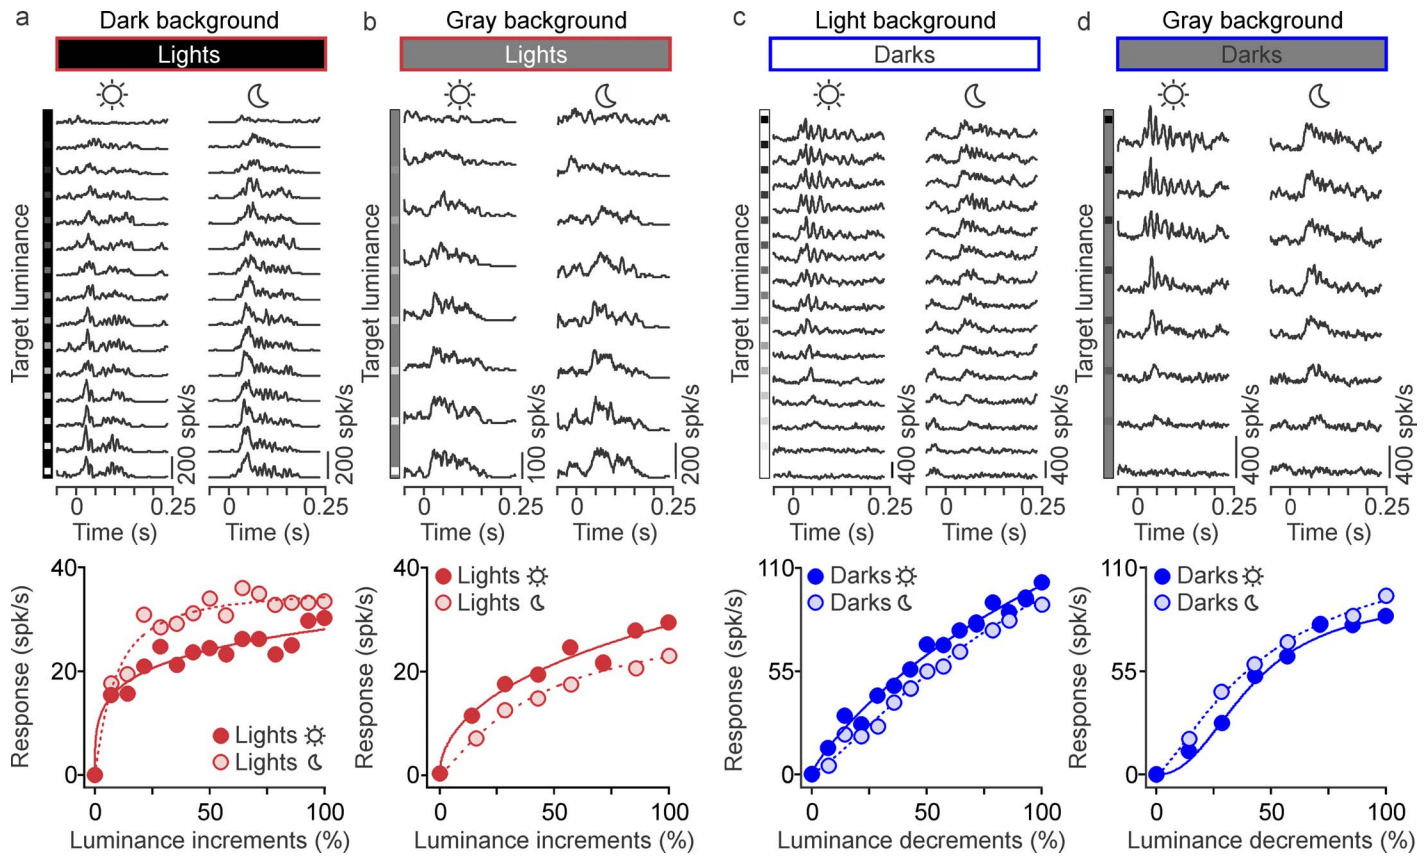 a
Dark background
Lights
Target luminance
200 spk/s
200 spk/s
0
0.25
0
0.25
Time (s)
Time (s)
40
20
0
Response (spk/s)
Lights
Lights
0
50
100
Luminance increments (%)
b
Gray background
Lights
Target luminance
100 spk/s
200 spk/s
0
0.25
0
0.25
Time (s)
Time (s)
40
20
0
Response (spk/s)
Lights
Lights
0
50
100
Luminance increments (%)
c
Light background
Darks
Target luminance
400 spk/s
400 spk/s
0
0.25
0
0.25
Time (s)
Time (s)
110
55
0
Response (spk/s)
Darks
Darks
0
50
100
Luminance decrements (%)
d
Gray background
Darks
Target luminance
400 spk/s
400 spk/s
0
0.25
0
0.25
Time (s)
Time (s)
110
55
0
Response (spk/s)
Darks
Darks
0
50
100
Luminance decrements (%)